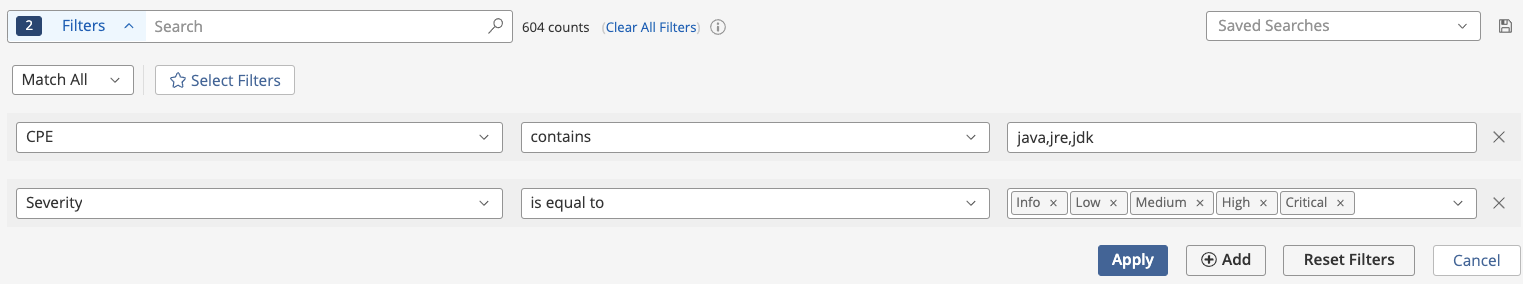 2 Filters Search 604 counts (Clear All Filters) Saved Searches
Match All Select Filters
CPE contains java,jre,jdk
Severity is equal to Info Low Medium High Critical
Apply Add Reset Filters Cancel